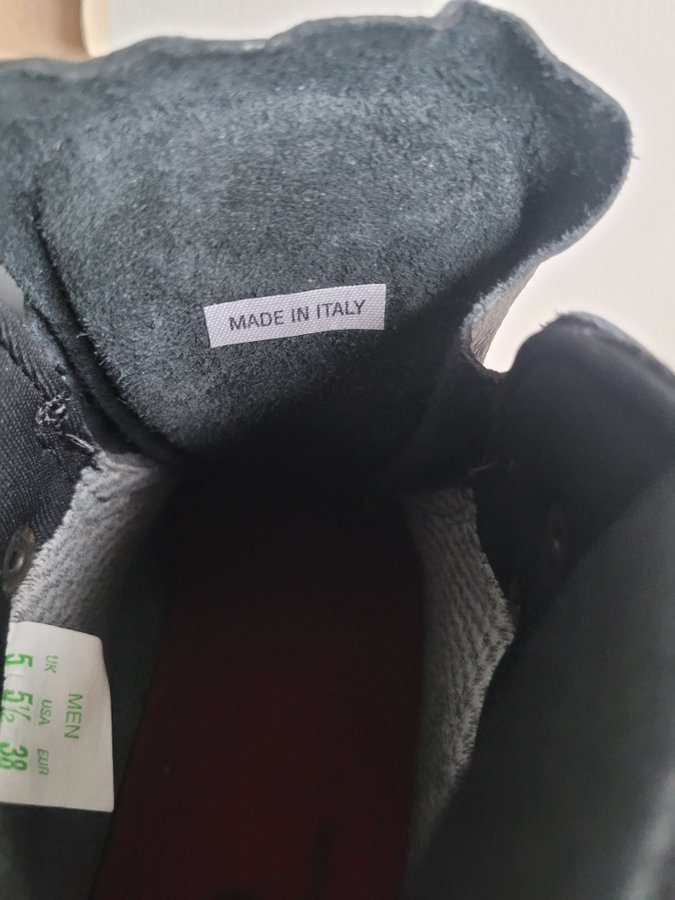 MADE IN ITALY
MEN
UK USA EUR
5 5½ 38